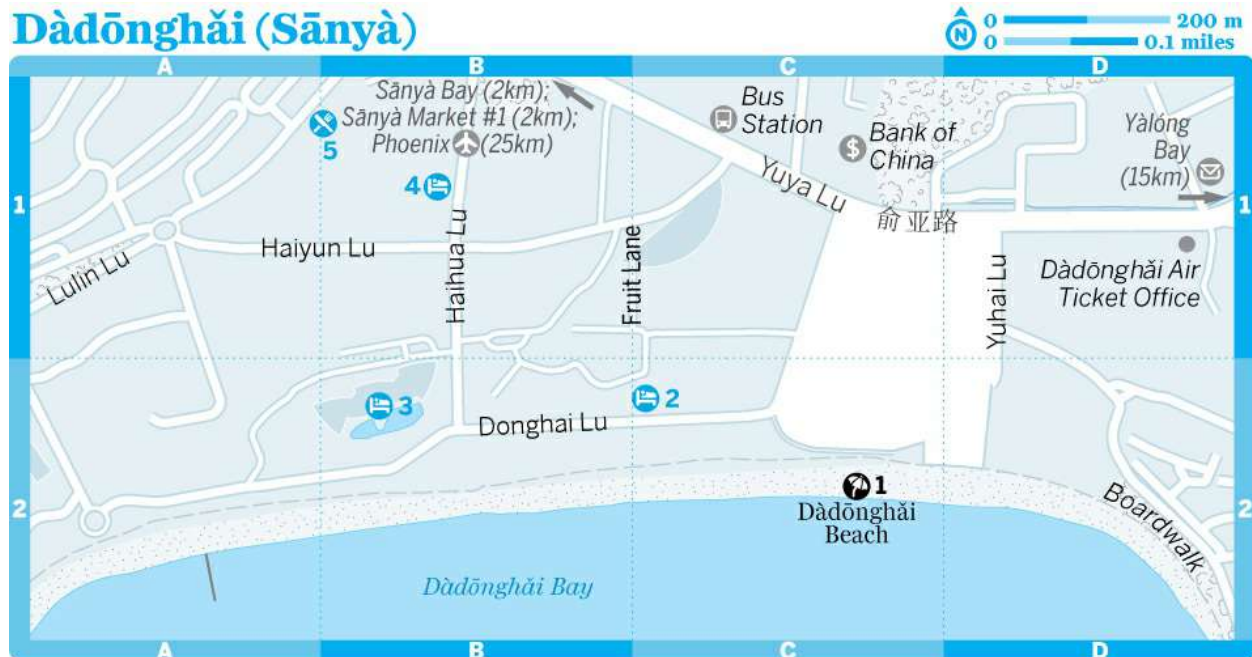 Dàdōnghǎi (Sānyà)
N
0 200 m
0 0.1 miles
A B C D
Sānyà Bay (2km);
Sānyà Market #1 (2km);
Phoenix (25km)
5
4
Bus
Station
$ Bank of
China
Yàlóng
Bay
(15km)
1 1
Yuya Lu
俞亚路
Lulin Lu
Haiyun Lu
Haihua Lu
Fruit Lane
Yuhai Lu
Dàdōnghǎi Air
Ticket Office
3
2
Donghai Lu
2 2
1
Dàdōnghǎi
Beach
Boardwalk
Dàdōnghǎi Bay
A B C D